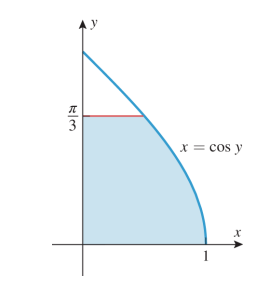 y
π/3
x = cos y
x
1